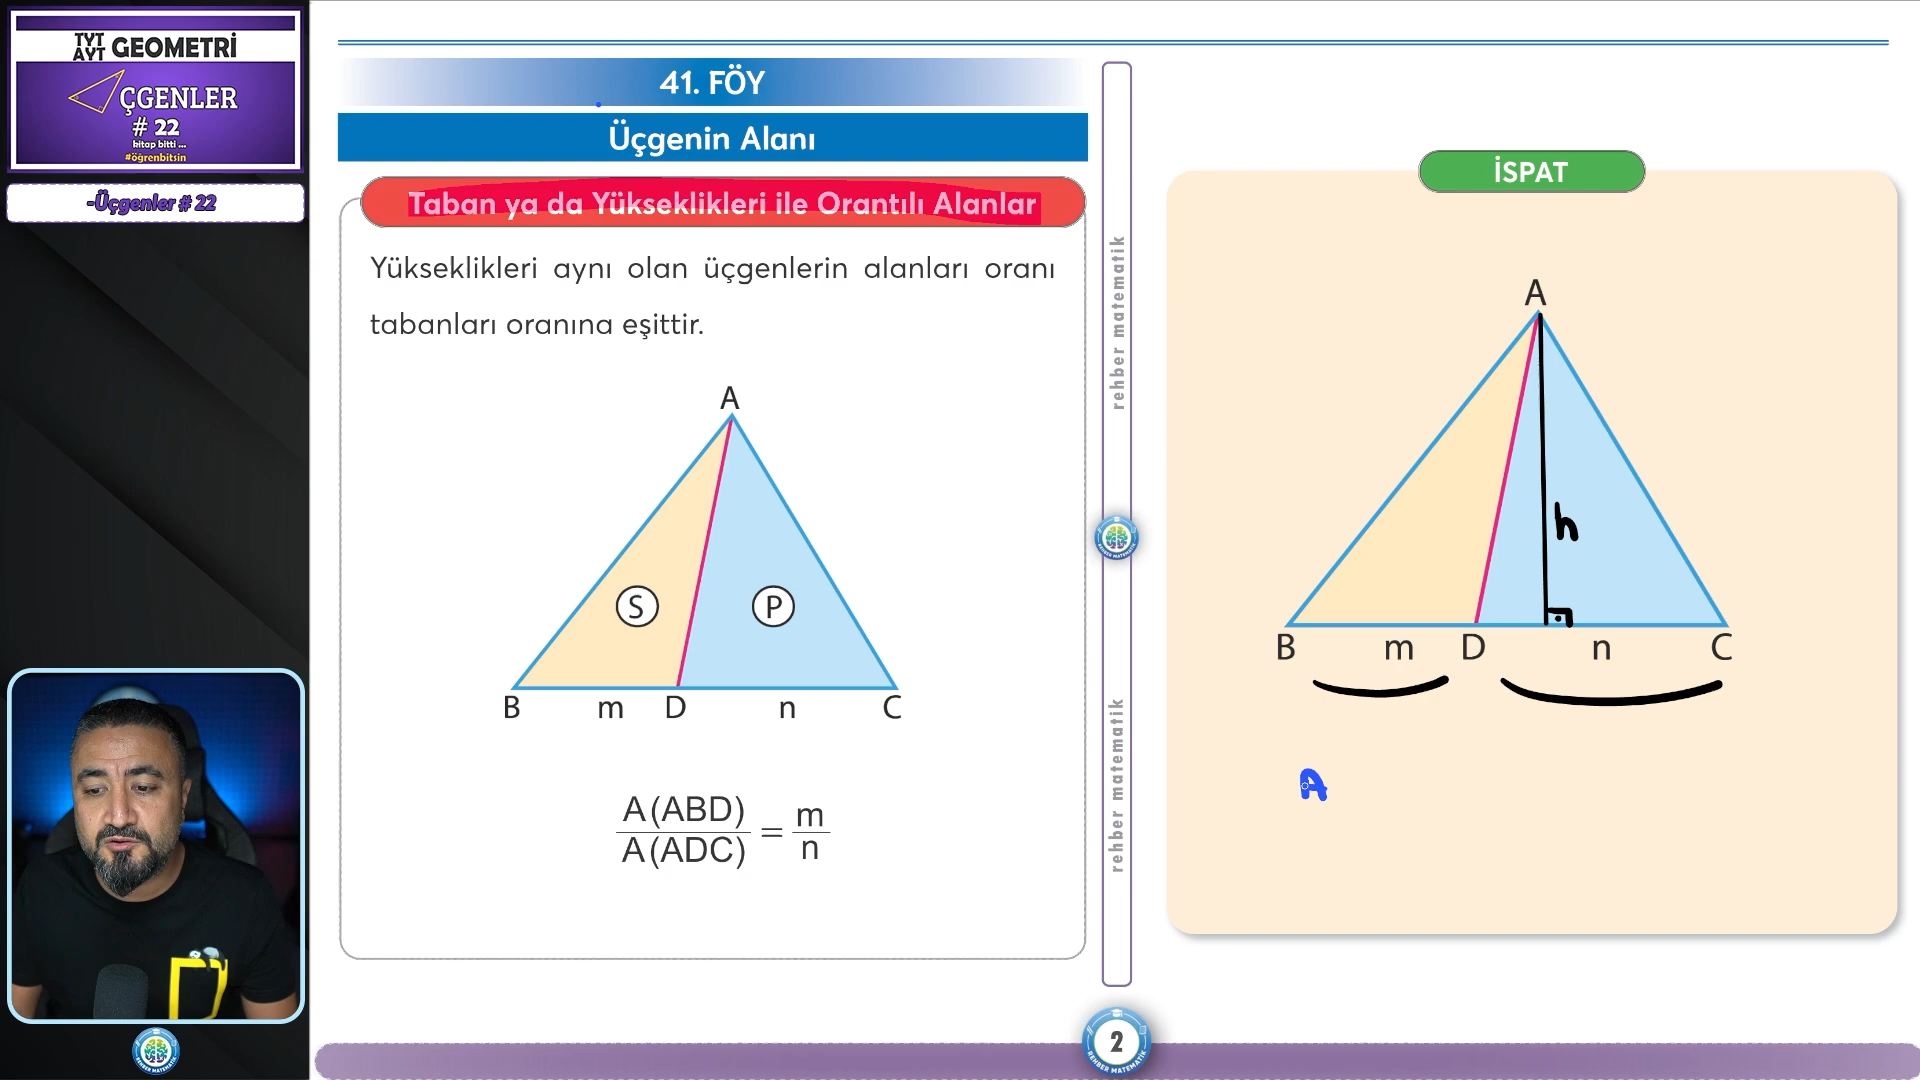 TYT
AYT GEOMETRİ
ÇGENLER
# 22
kitap bitti ...
#öğrenbitsin
-Üçgenler # 22
41. FÖY
Üçgenin Alanı
Taban ya da Yükseklikleri ile Orantılı Alanlar
Yükseklikleri aynı olan üçgenlerin alanları oranı
tabanları oranına eşittir.
A
S P
B m D n C
A(ABD)/A(ADC) = m/n
rehber matematik
rehber matematik
İSPAT
A
h
B m D n C
A
2
REHBER MATEMATİK